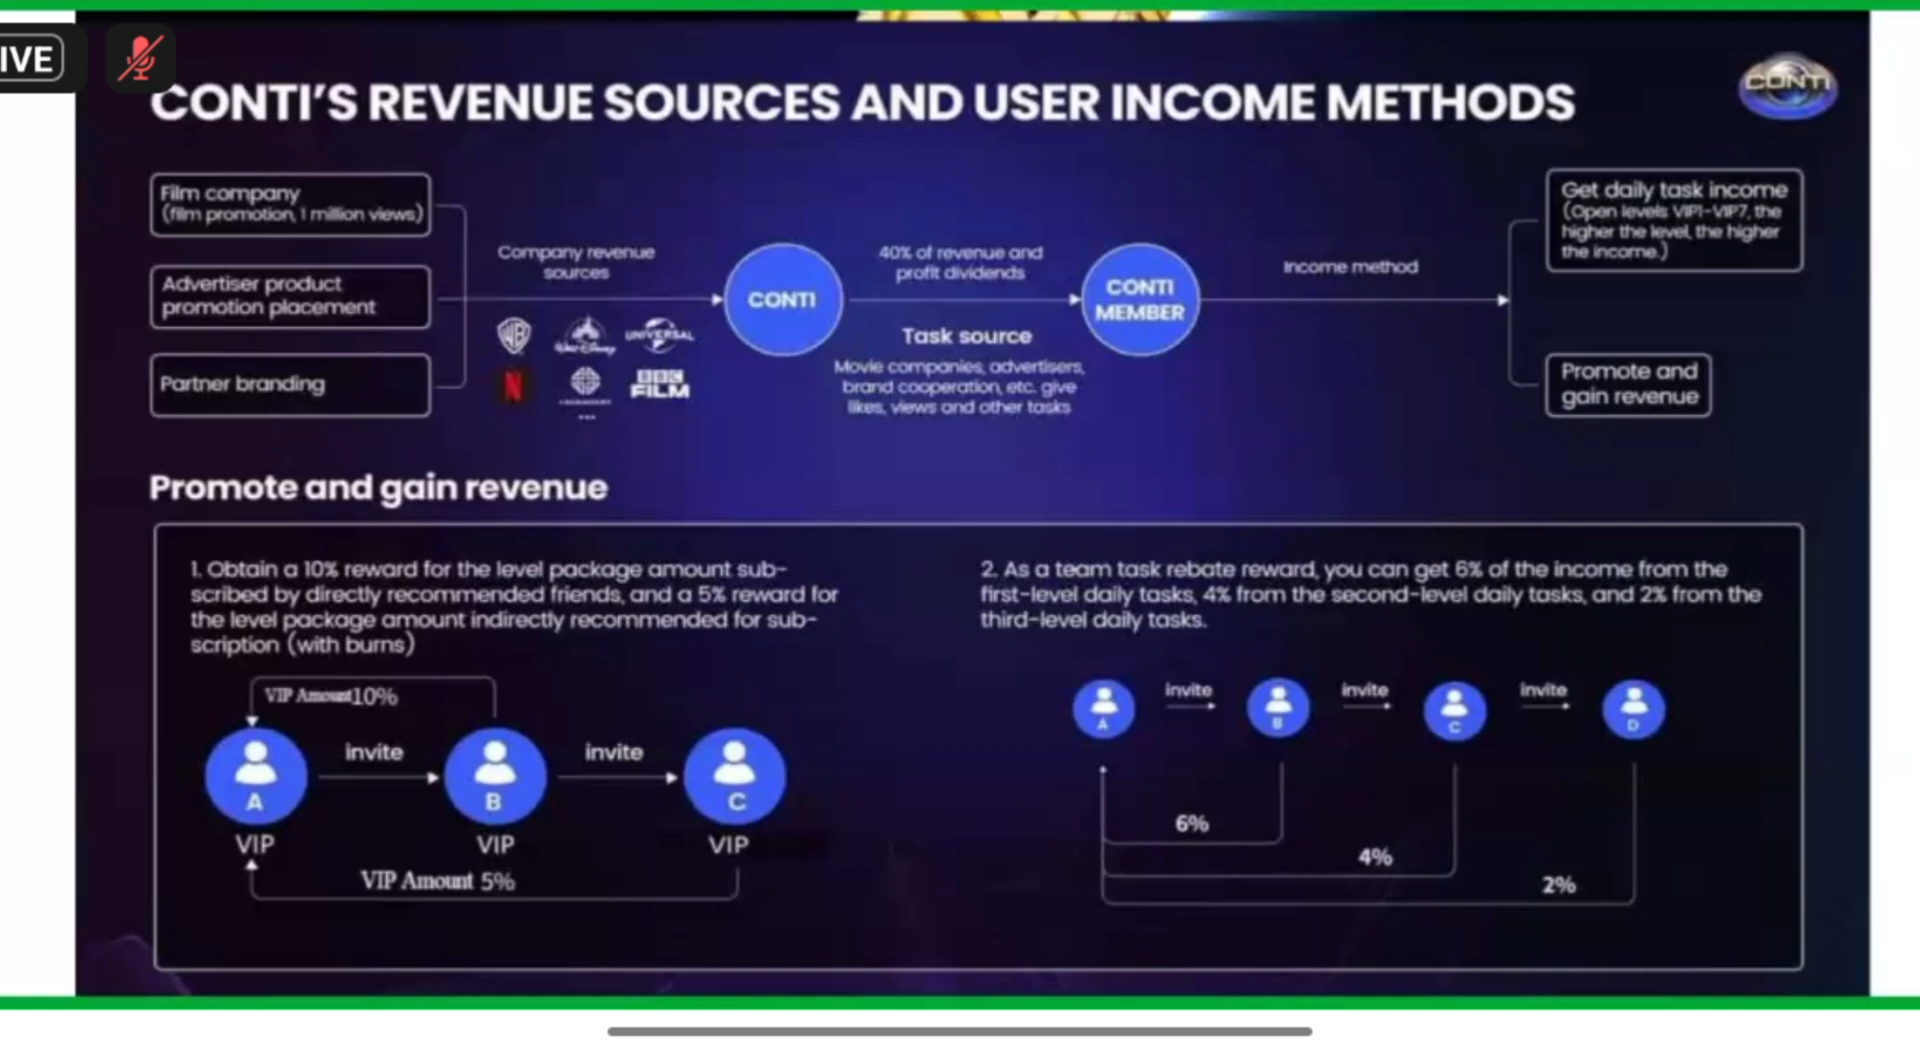 IVE
CONTI'S REVENUE SOURCES AND USER INCOME METHODS
CONTI
Film company
(film promotion, 1 million views)
Advertiser product
promotion placement
Partner branding
Company revenue
sources
WB
Walt Disney
UNIVERSAL
N
LEGENDARY
BBC
FILM
...
CONTI
40% of revenue and
profit dividends
Task source
Movie companies, advertisers,
brand cooperation, etc. give
likes, views and other tasks
CONTI
MEMBER
Income method
Get daily task income
(Open levels VIP1-VIP7, the
higher the level, the higher
the income.)
Promote and
gain revenue
Promote and gain revenue
1. Obtain a 10% reward for the level package amount sub-
scribed by directly recommended friends, and a 5% reward for
the level package amount indirectly recommended for sub-
scription (with burns)
VIP Amount10%
invite
invite
A
B
C
VIP
VIP
VIP
VIP Amount 5%
2. As a team task rebate reward, you can get 6% of the income from the
first-level daily tasks, 4% from the second-level daily tasks, and 2% from the
third-level daily tasks.
invite
invite
invite
A
B
C
D
6%
4%
2%